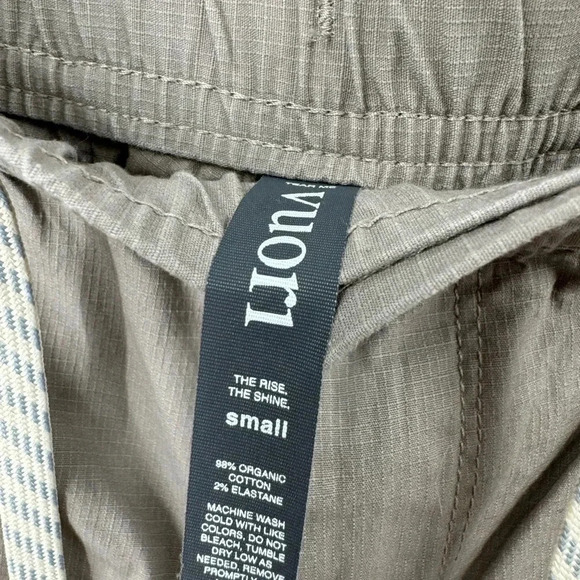 vuori
THE RISE.
THE SHINE.
small
98% ORGANIC
COTTON
2% ELASTANE
MACHINE WASH
COLD WITH LIKE
COLORS, DO NOT
BLEACH, TUMBLE
DRY LOW AS
NEEDED, REMOVE
PROMPTLY